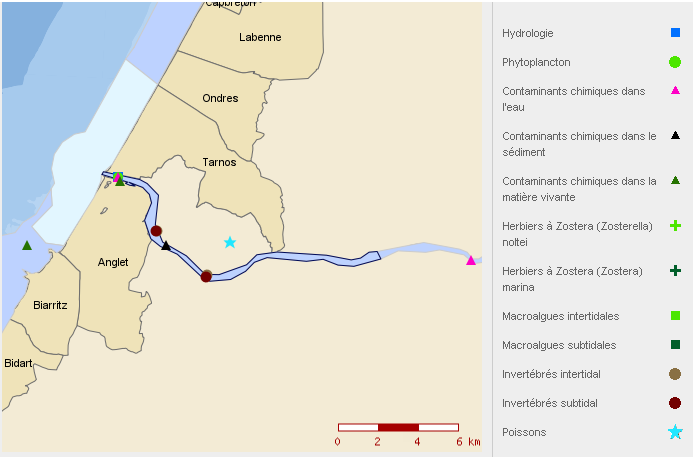 Capbreton
Labenne
Ondres
Tarnos
Anglet
Biarritz
Bidart
0 2 4 6 km
Hydrologie
Phytoplancton
Contaminants chimiques dans
l'eau
Contaminants chimiques dans le
sédiment
Contaminants chimiques dans la
matière vivante
Herbiers à Zostera (Zosterella)
noltei
Herbiers à Zostera (Zostera)
marina
Macroalgues intertidales
Macroalgues subtidales
Invertébrés intertidal
Invertébrés subtidal
Poissons